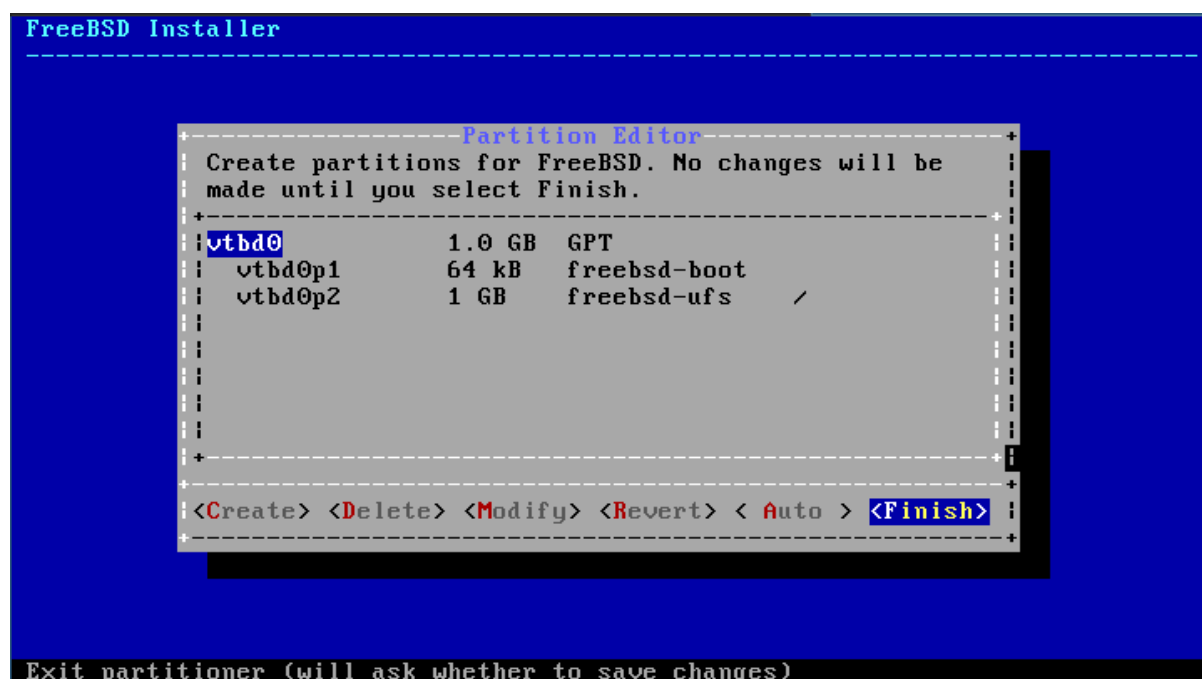 FreeBSD Installer
Partition Editor
Create partitions for FreeBSD. No changes will be
made until you select Finish.
vtbd0 1.0 GB GPT
vtbd0p1 64 kB freebsd-boot
vtbd0p2 1 GB freebsd-ufs /
<Create> <Delete> <Modify> <Revert> < Auto > <Finish>
Exit partitioner (will ask whether to save changes)